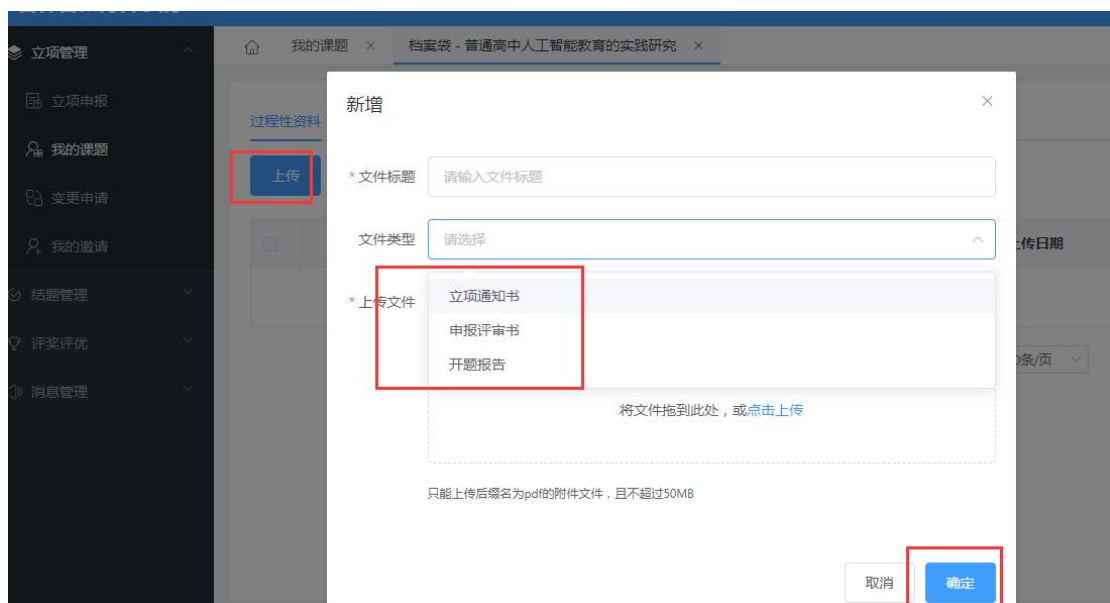 立项管理
我的课题 ×
档案袋 - 普通高中人工智能教育的实践研究 ×
立项申报
我的课题
变更申请
我的邀请
结题管理
评奖评优
消息管理
过程性资料
上传
新增
* 文件标题 请输入文件标题
文件类型 请选择
* 上传文件
立项通知书
申报评审书
开题报告
上传日期
条/页
将文件拖到此处，或点击上传
只能上传后缀名为pdf的附件文件，且不超过50MB
取消
确定